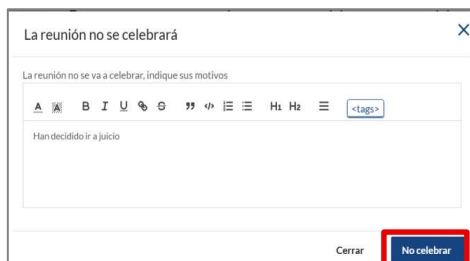 La reunión no se celebrará
La reunión no se va a celebrar, indique sus motivos
A A B I U S ” </> H1 H2 <tags>
Han decidido ir a juicio
Cerrar No celebrar